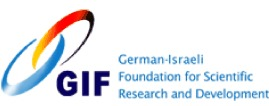 GIF
German-Israeli
Foundation for Scientific
Research and Development